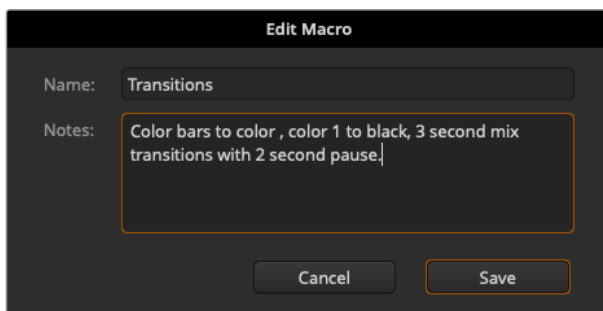 Edit Macro
Name: Transitions
Notes: Color bars to color , color 1 to black, 3 second mix
transitions with 2 second pause.
Cancel Save